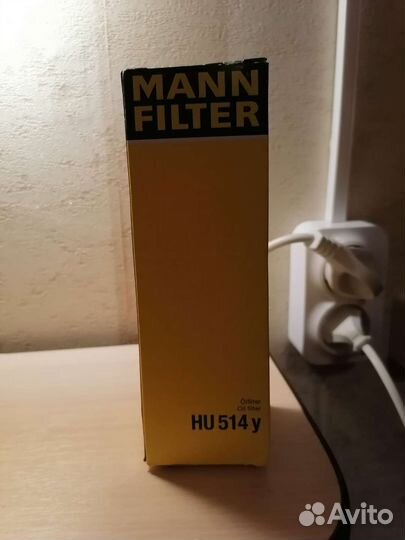 MANN
FILTER
Ölfilter
Oil filter
HU 514 y
Avito